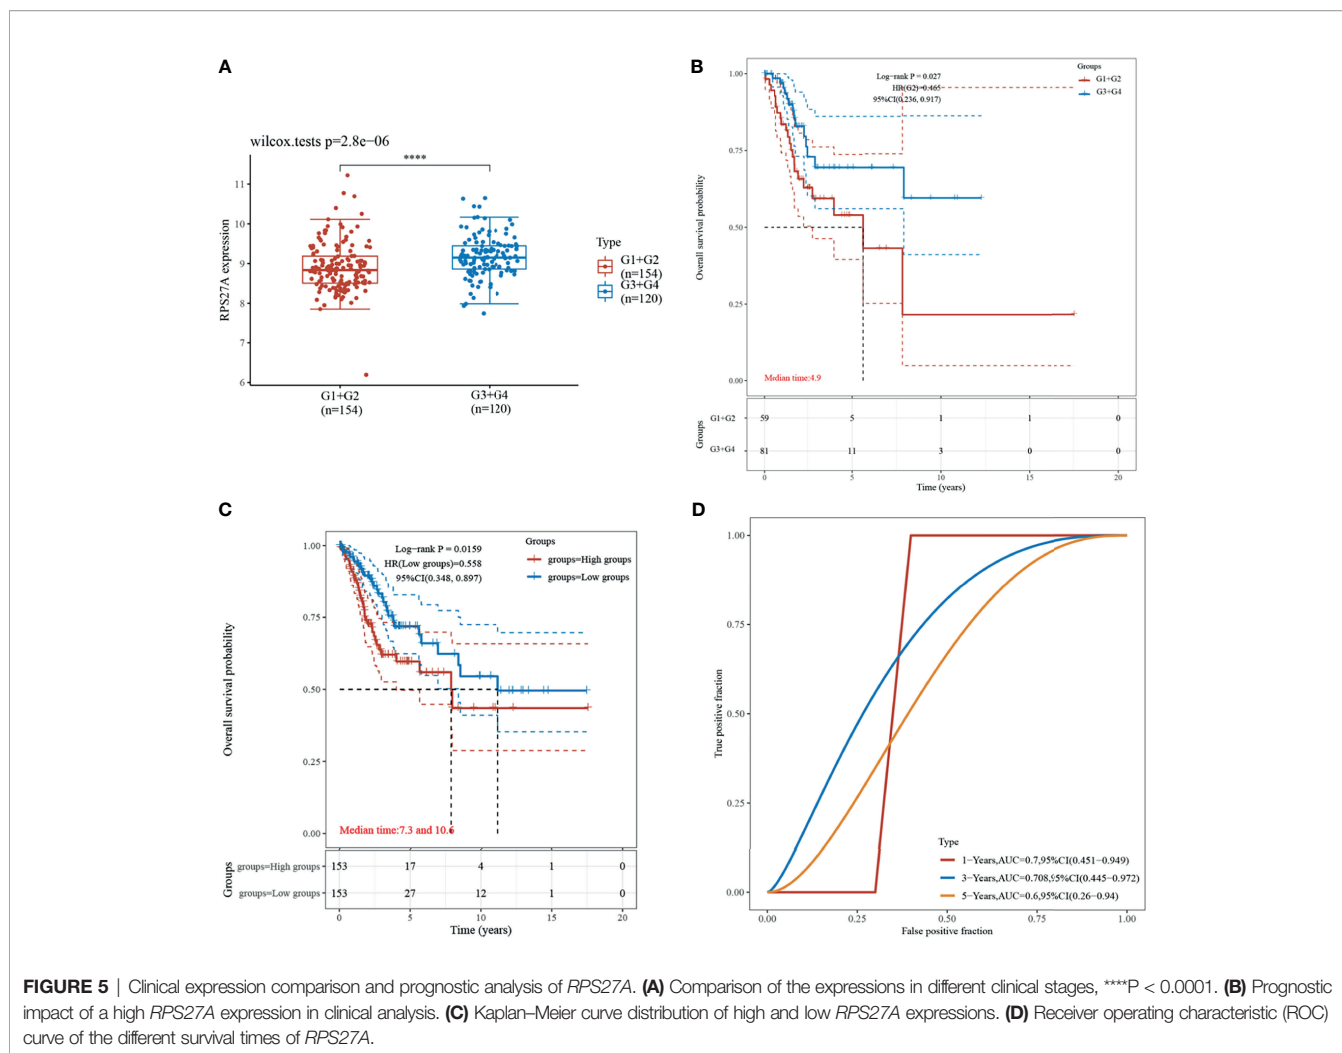 A
wilcox.tests p=2.8e−06
****
RPS27A expression
11
10
9
8
7
6
G1+G2
(n=154)
G3+G4
(n=120)
Type
G1+G2
(n=154)
G3+G4
(n=120)
B
Log−rank P = 0.027
HR(G2)=0.465
95%CI(0.236, 0.917)
Groups
G1+G2
G3+G4
Overall survival probability
1.00
0.75
0.50
0.25
0.00
Median time:4.9
Groups
G1+G2 59 5 1 1 0
G3+G4 81 11 3 0 0
0 5 10 15 20
Time (years)
C
Log−rank P = 0.0159
HR(Low groups)=0.558
95%CI(0.348, 0.897)
Groups
groups=High groups
groups=Low groups
Overall survival probability
1.00
0.75
0.50
0.25
0.00
Median time:7.3 and 10.6
Groups
groups=High groups 153 17 4 1 0
groups=Low groups 153 27 12 1 0
0 5 10 15 20
Time (years)
D
True positive fraction
1.00
0.75
0.50
0.25
0.00
Type
1−Years,AUC=0.7,95%CI(0.451−0.949)
3−Years,AUC=0.708,95%CI(0.445−0.972)
5−Years,AUC=0.6,95%CI(0.26−0.94)
0.00 0.25 0.50 0.75 1.00
False positive fraction
FIGURE 5 | Clinical expression comparison and prognostic analysis of RPS27A. (A) Comparison of the expressions in different clinical stages, ****P < 0.0001. (B) Prognostic
impact of a high RPS27A expression in clinical analysis. (C) Kaplan–Meier curve distribution of high and low RPS27A expressions. (D) Receiver operating characteristic (ROC)
curve of the different survival times of RPS27A.